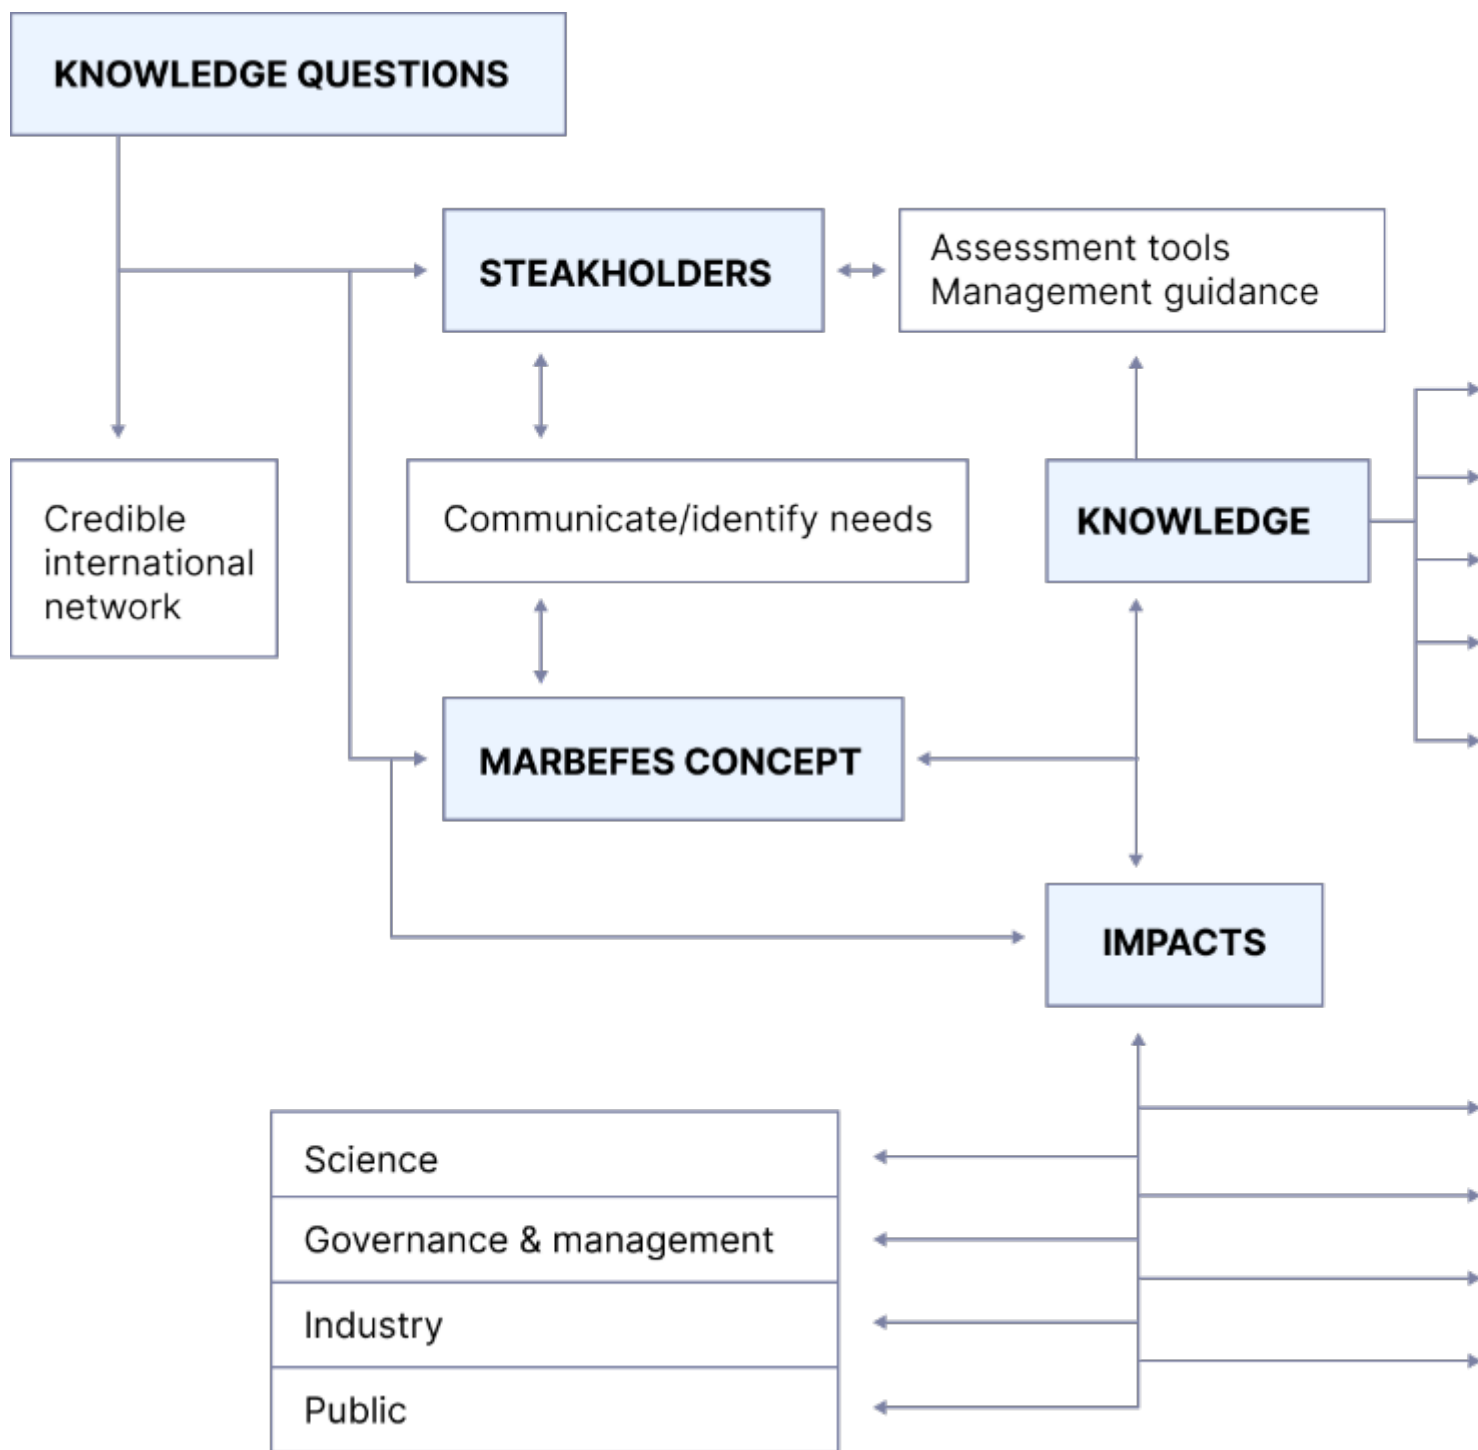 KNOWLEDGE QUESTIONS
STEAKHOLDERS
Assessment tools
Management guidance
Credible
international
network
Communicate/identify needs
KNOWLEDGE
MARBEFES CONCEPT
IMPACTS
Science
Governance & management
Industry
Public